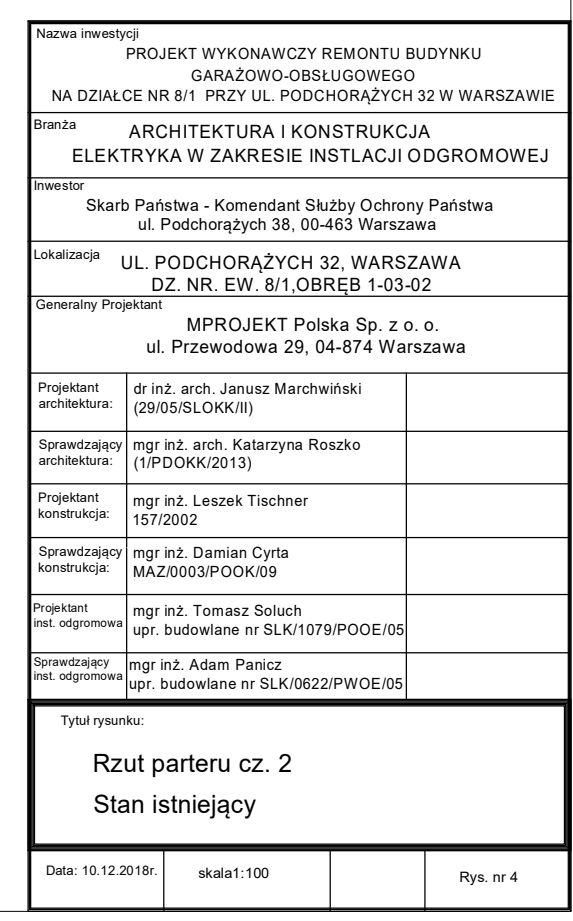 Nazwa inwestycji
PROJEKT WYKONAWCZY REMONTU BUDYNKU
GARAŻOWO-OBSŁUGOWEGO
NA DZIAŁCE NR 8/1 PRZY UL. PODCHORĄŻYCH 32 W WARSZAWIE
Branża
ARCHITEKTURA I KONSTRUKCJA
ELEKTRYKA W ZAKRESIE INSTLACJI ODGROMOWEJ
Inwestor
Skarb Państwa - Komendant Służby Ochrony Państwa
ul. Podchorążych 38, 00-463 Warszawa
Lokalizacja
UL. PODCHORĄŻYCH 32, WARSZAWA
DZ. NR. EW. 8/1,OBRĘB 1-03-02
Generalny Projektant
MPROJEKT Polska Sp. z o. o.
ul. Przewodowa 29, 04-874 Warszawa
Projektant
architektura:
dr inż. arch. Janusz Marchwiński
(29/05/SLOKK/II)
Sprawdzający
architektura:
mgr inż. arch. Katarzyna Roszko
(1/PDOKK/2013)
Projektant
konstrukcja:
mgr inż. Leszek Tischner
157/2002
Sprawdzający
konstrukcja:
mgr inż. Damian Cyrta
MAZ/0003/POOK/09
Projektant
inst. odgromowa
mgr inż. Tomasz Soluch
upr. budowlane nr SLK/1079/POOE/05
Sprawdzający
inst. odgromowa
mgr inż. Adam Panicz
upr. budowlane nr SLK/0622/PWOE/05
Tytuł rysunku:
Rzut parteru cz. 2
Stan istniejący
Data: 10.12.2018r.
skala1:100
Rys. nr 4